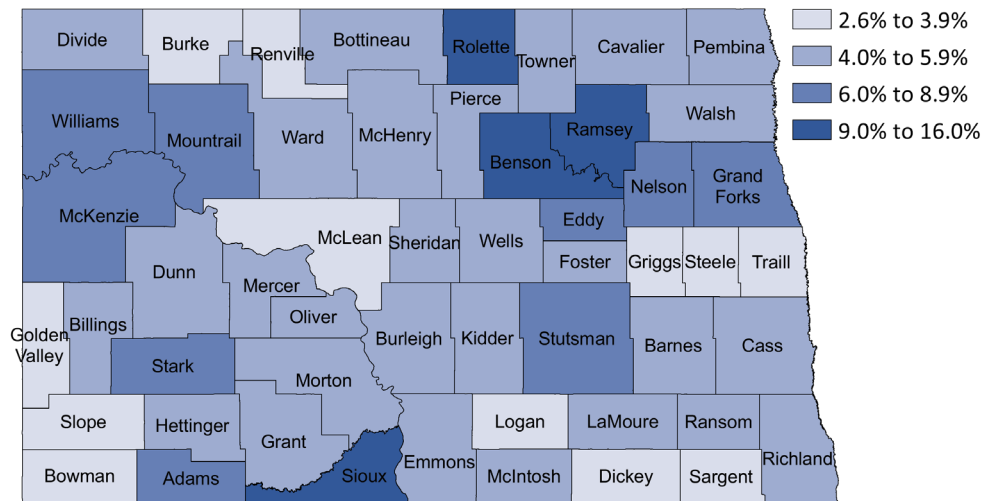 Divide
Burke
Renville
Bottineau
Rolette
Towner
Cavalier
Pembina
2.6% to 3.9%
4.0% to 5.9%
6.0% to 8.9%
9.0% to 16.0%
Williams
Mountrail
Ward
McHenry
Pierce
Benson
Ramsey
Walsh
McKenzie
McLean
Sheridan
Wells
Eddy
Nelson
Grand
Forks
Dunn
Mercer
Oliver
Foster
Griggs
Steele
Traill
Golden
Valley
Billings
Stark
Morton
Burleigh
Kidder
Stutsman
Barnes
Cass
Slope
Hettinger
Grant
Logan
LaMoure
Ransom
Richland
Bowman
Adams
Sioux
Emmons
McIntosh
Dickey
Sargent